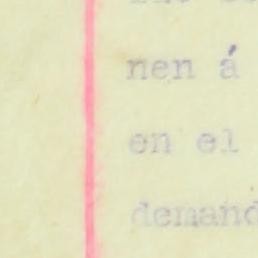 nen á
en el
demand